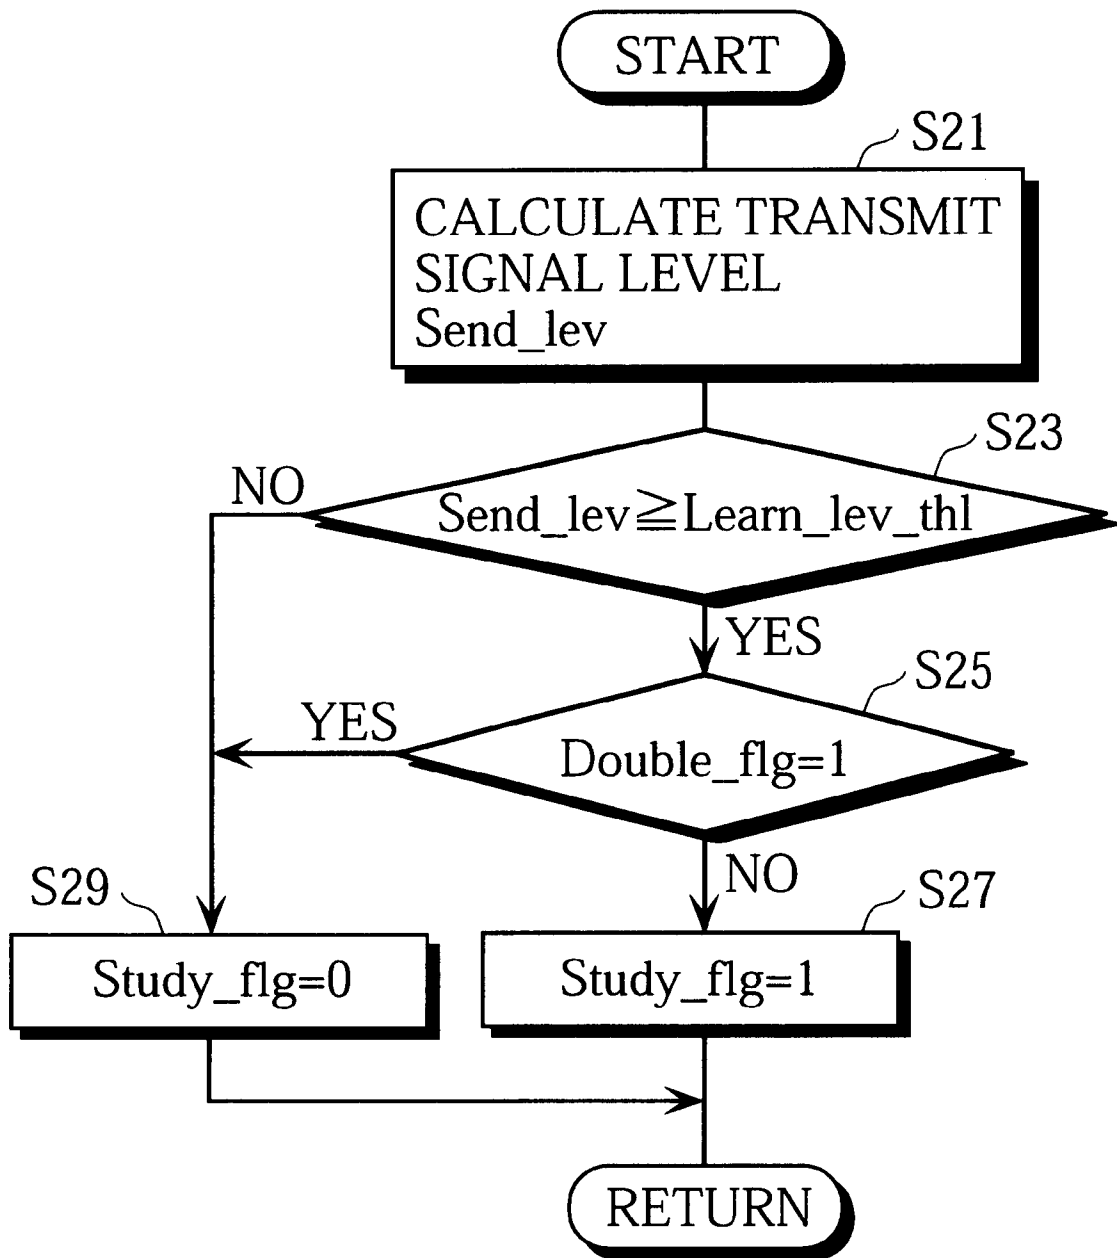 START
S21
CALCULATE TRANSMIT
SIGNAL LEVEL
Send_lev
S23
NO
Send_lev≧Learn_lev_thl
YES
S25
YES
Double_flg=1
NO
S29
S27
Study_flg=0
Study_flg=1
RETURN